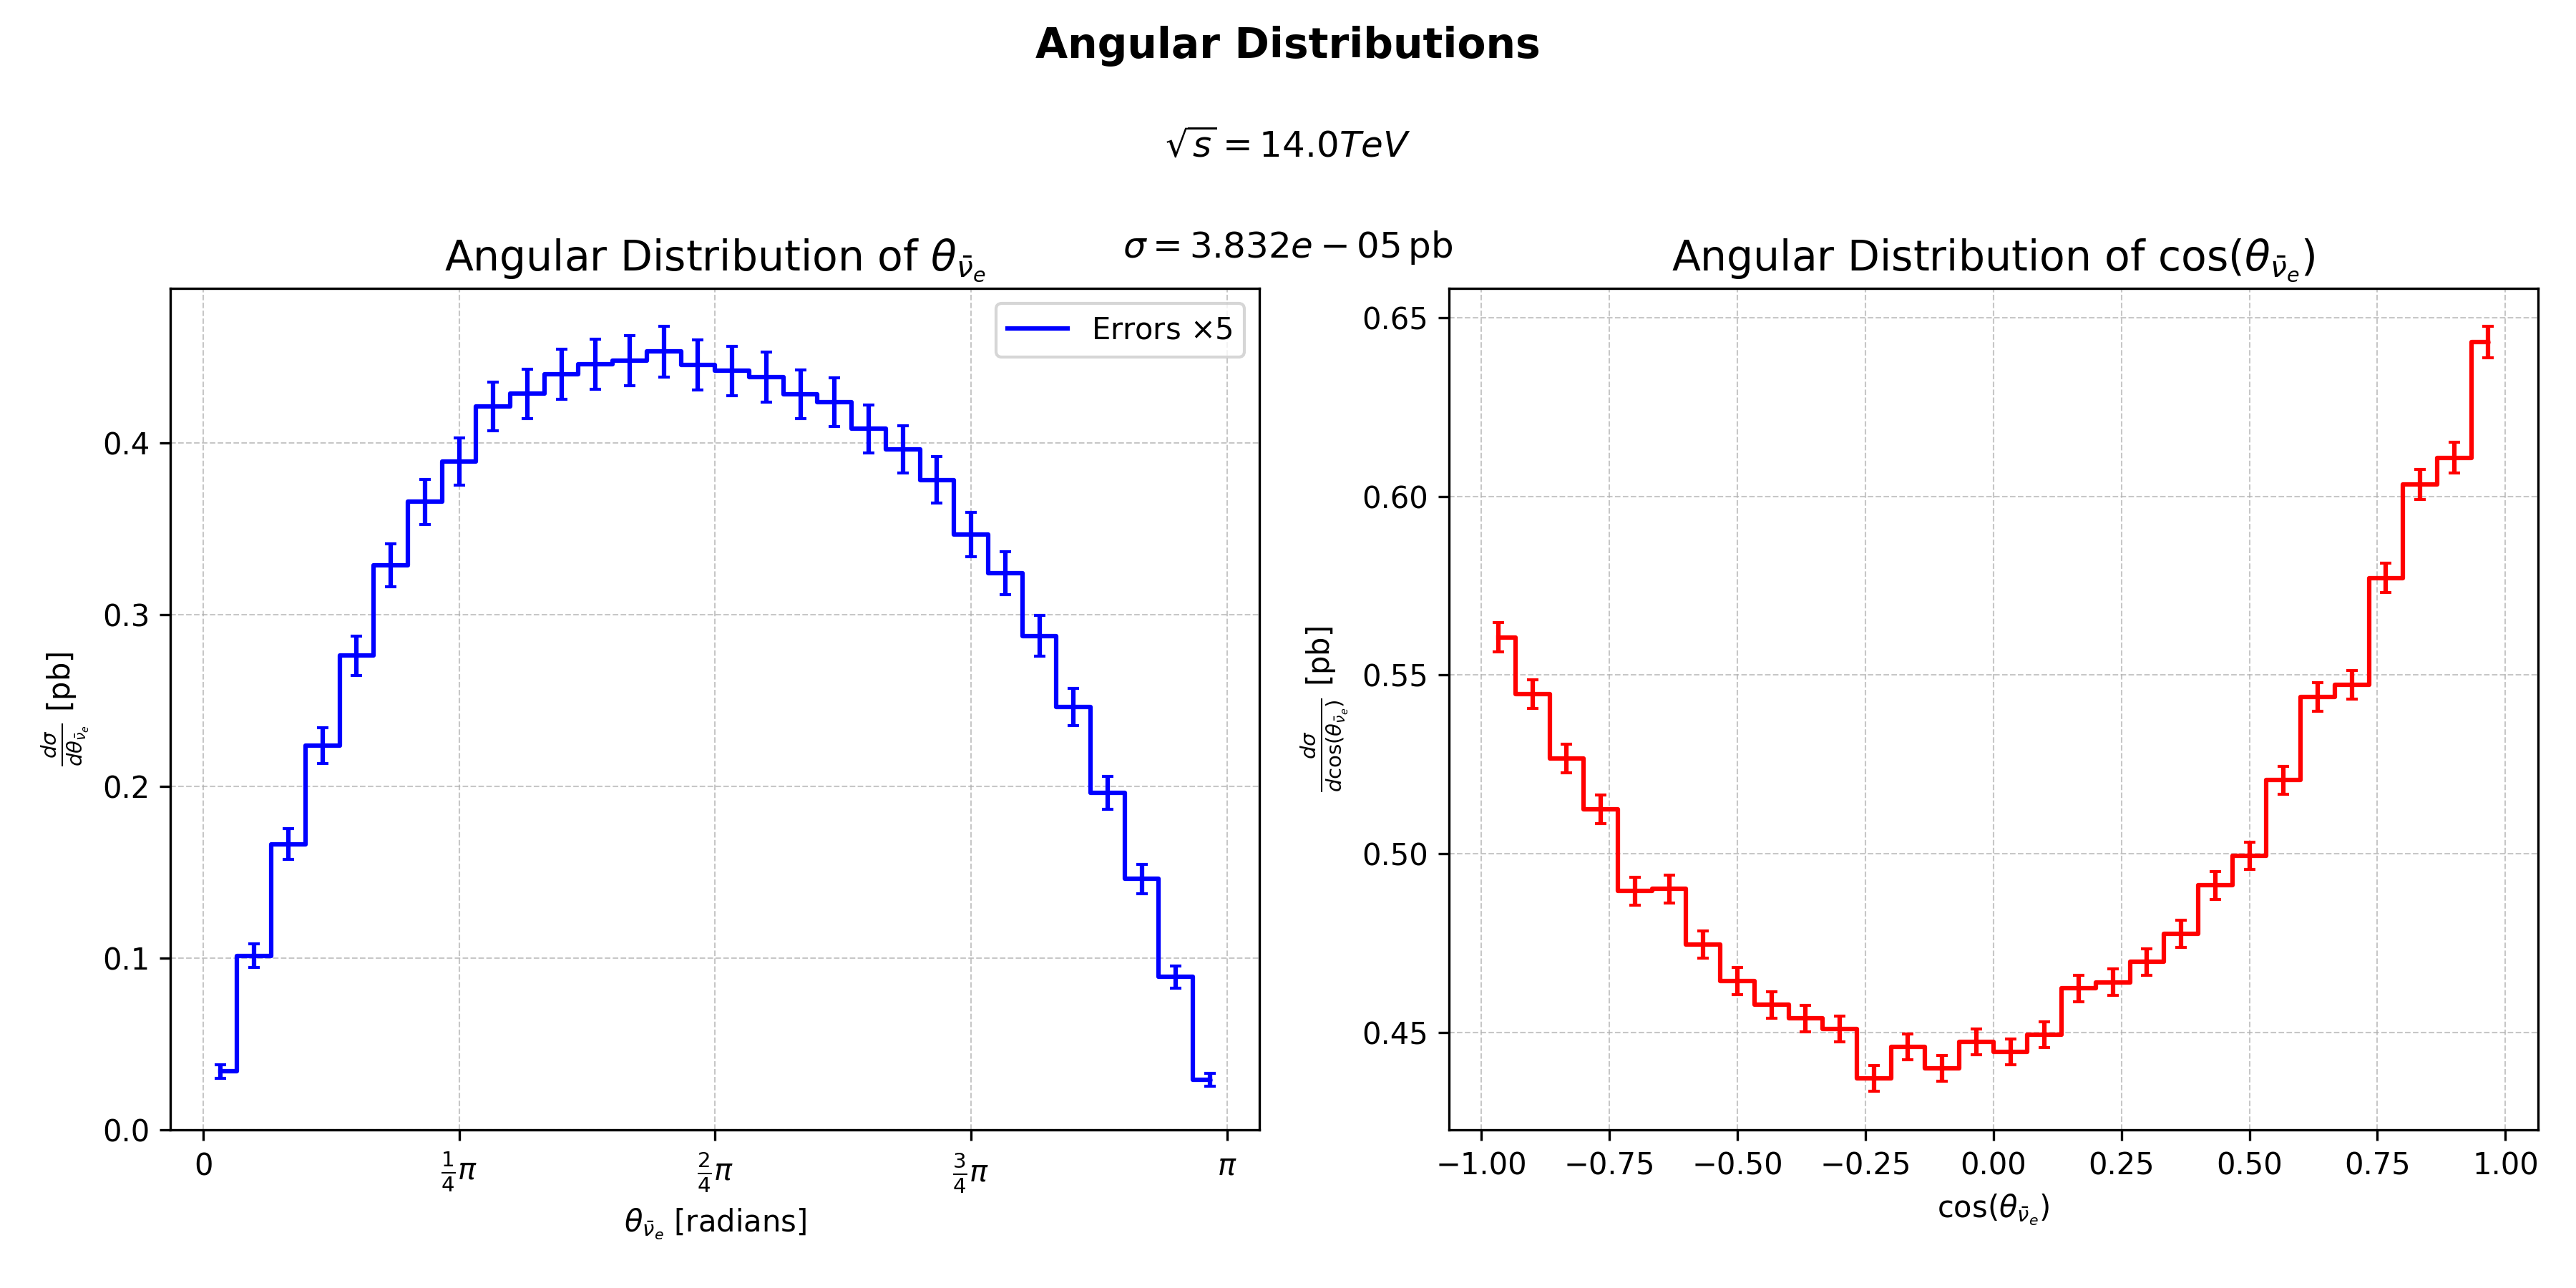 Angular Distributions
√s = 14.0TeV
σ = 3.832e − 05 pb
Angular Distribution of θ_ν̄ₑ
Errors ×5
dσ/dθ_ν̄ₑ [pb]
0.4
0.3
0.2
0.1
0.0
0 1/4π 2/4π 3/4π π
θ_ν̄ₑ [radians]
Angular Distribution of cos(θ_ν̄ₑ)
dσ/dcos(θ_ν̄ₑ) [pb]
0.65
0.60
0.55
0.50
0.45
−1.00 −0.75 −0.50 −0.25 0.00 0.25 0.50 0.75 1.00
cos(θ_ν̄ₑ)